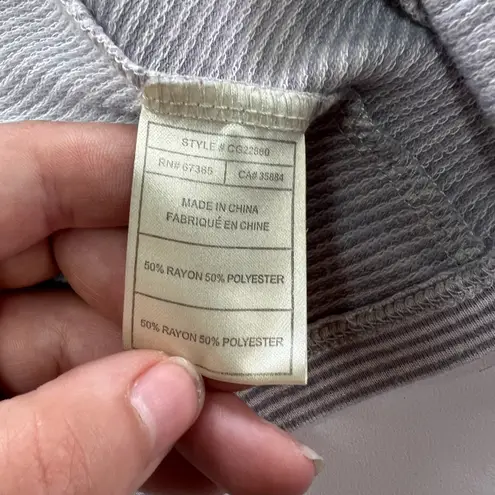 STYLE # CG22580
RN# 67365 CA# 35884
MADE IN CHINA
FABRIQUÉ EN CHINE
50% RAYON 50% POLYESTER
50% RAYON 50% POLYESTER